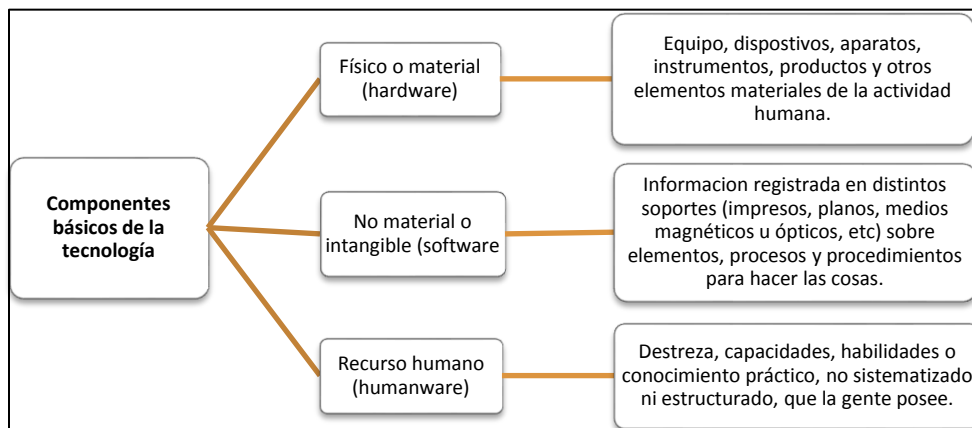 Componentes
básicos de la
tecnología
Físico o material
(hardware)
Equipo, dispostivos, aparatos,
instrumentos, productos y otros
elementos materiales de la actividad
humana.
No material o
intangible (software
Informacion registrada en distintos
soportes (impresos, planos, medios
magnéticos u ópticos, etc) sobre
elementos, procesos y procedimientos
para hacer las cosas.
Recurso humano
(humanware)
Destreza, capacidades, habilidades o
conocimiento práctico, no sistematizado
ni estructurado, que la gente posee.